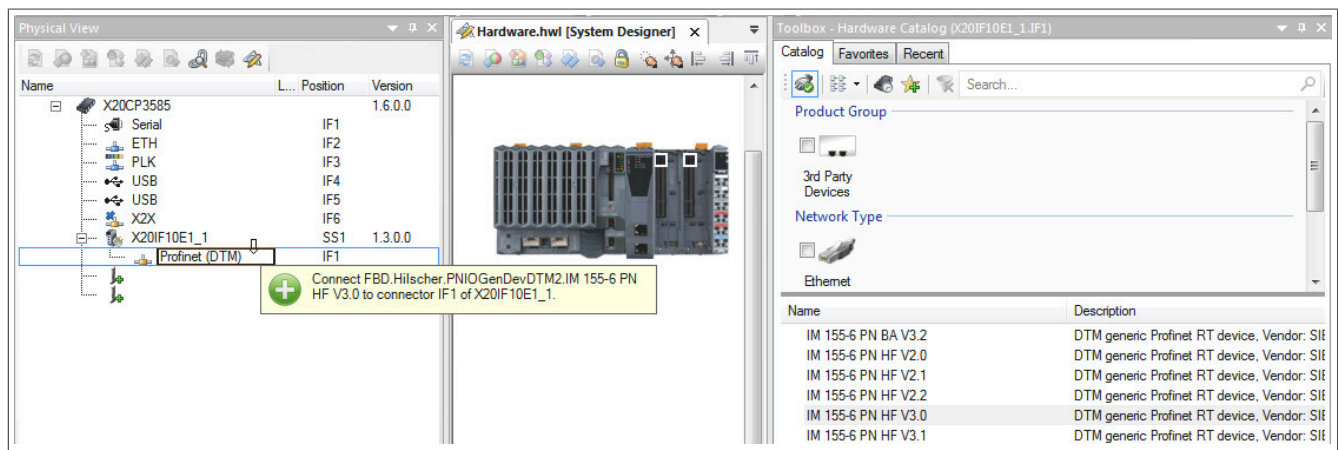 Physical View
Name L... Position Version
X20CP3585 1.6.0.0
Serial IF1
ETH IF2
PLK IF3
USB IF4
USB IF5
X2X IF6
X20IF10E1_1 SS1 1.3.0.0
Profinet (DTM) IF1
Connect FBD.Hilscher.PNIOGenDevDTM2.IM 155-6 PN
HF V3.0 to connector IF1 of X20IF10E1_1.
Hardware.hwl [System Designer]
Toolbox - Hardware Catalog (X20IF10E1_1.IF1)
Catalog Favorites Recent
Search...
Product Group
3rd Party
Devices
Network Type
Ethernet
Name Description
IM 155-6 PN BA V3.2 DTM generic Profinet RT device, Vendor: SIE
IM 155-6 PN HF V2.0 DTM generic Profinet RT device, Vendor: SIE
IM 155-6 PN HF V2.1 DTM generic Profinet RT device, Vendor: SIE
IM 155-6 PN HF V2.2 DTM generic Profinet RT device, Vendor: SIE
IM 155-6 PN HF V3.0 DTM generic Profinet RT device, Vendor: SIE
IM 155-6 PN HF V3.1 DTM generic Profinet RT device, Vendor: SIE